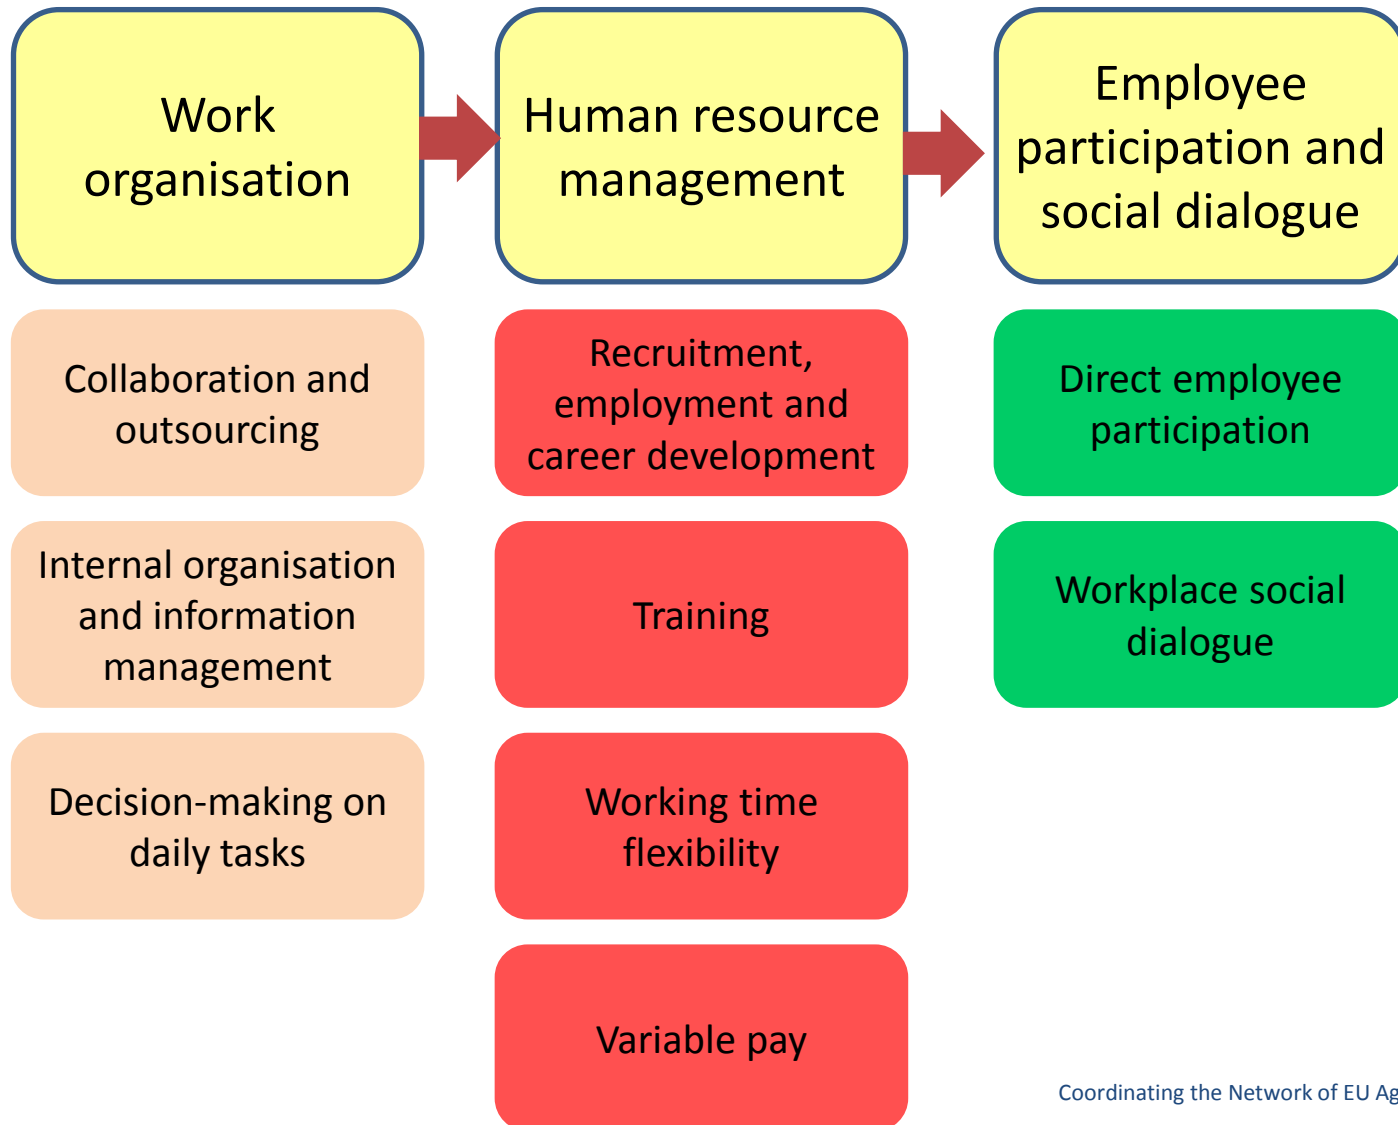 Work
organisation
Human resource
management
Employee
participation and
social dialogue
Collaboration and
outsourcing
Internal organisation
and information
management
Decision-making on
daily tasks
Recruitment,
employment and
career development
Training
Working time
flexibility
Variable pay
Direct employee
participation
Workplace social
dialogue
Coordinating the Network of EU Ag